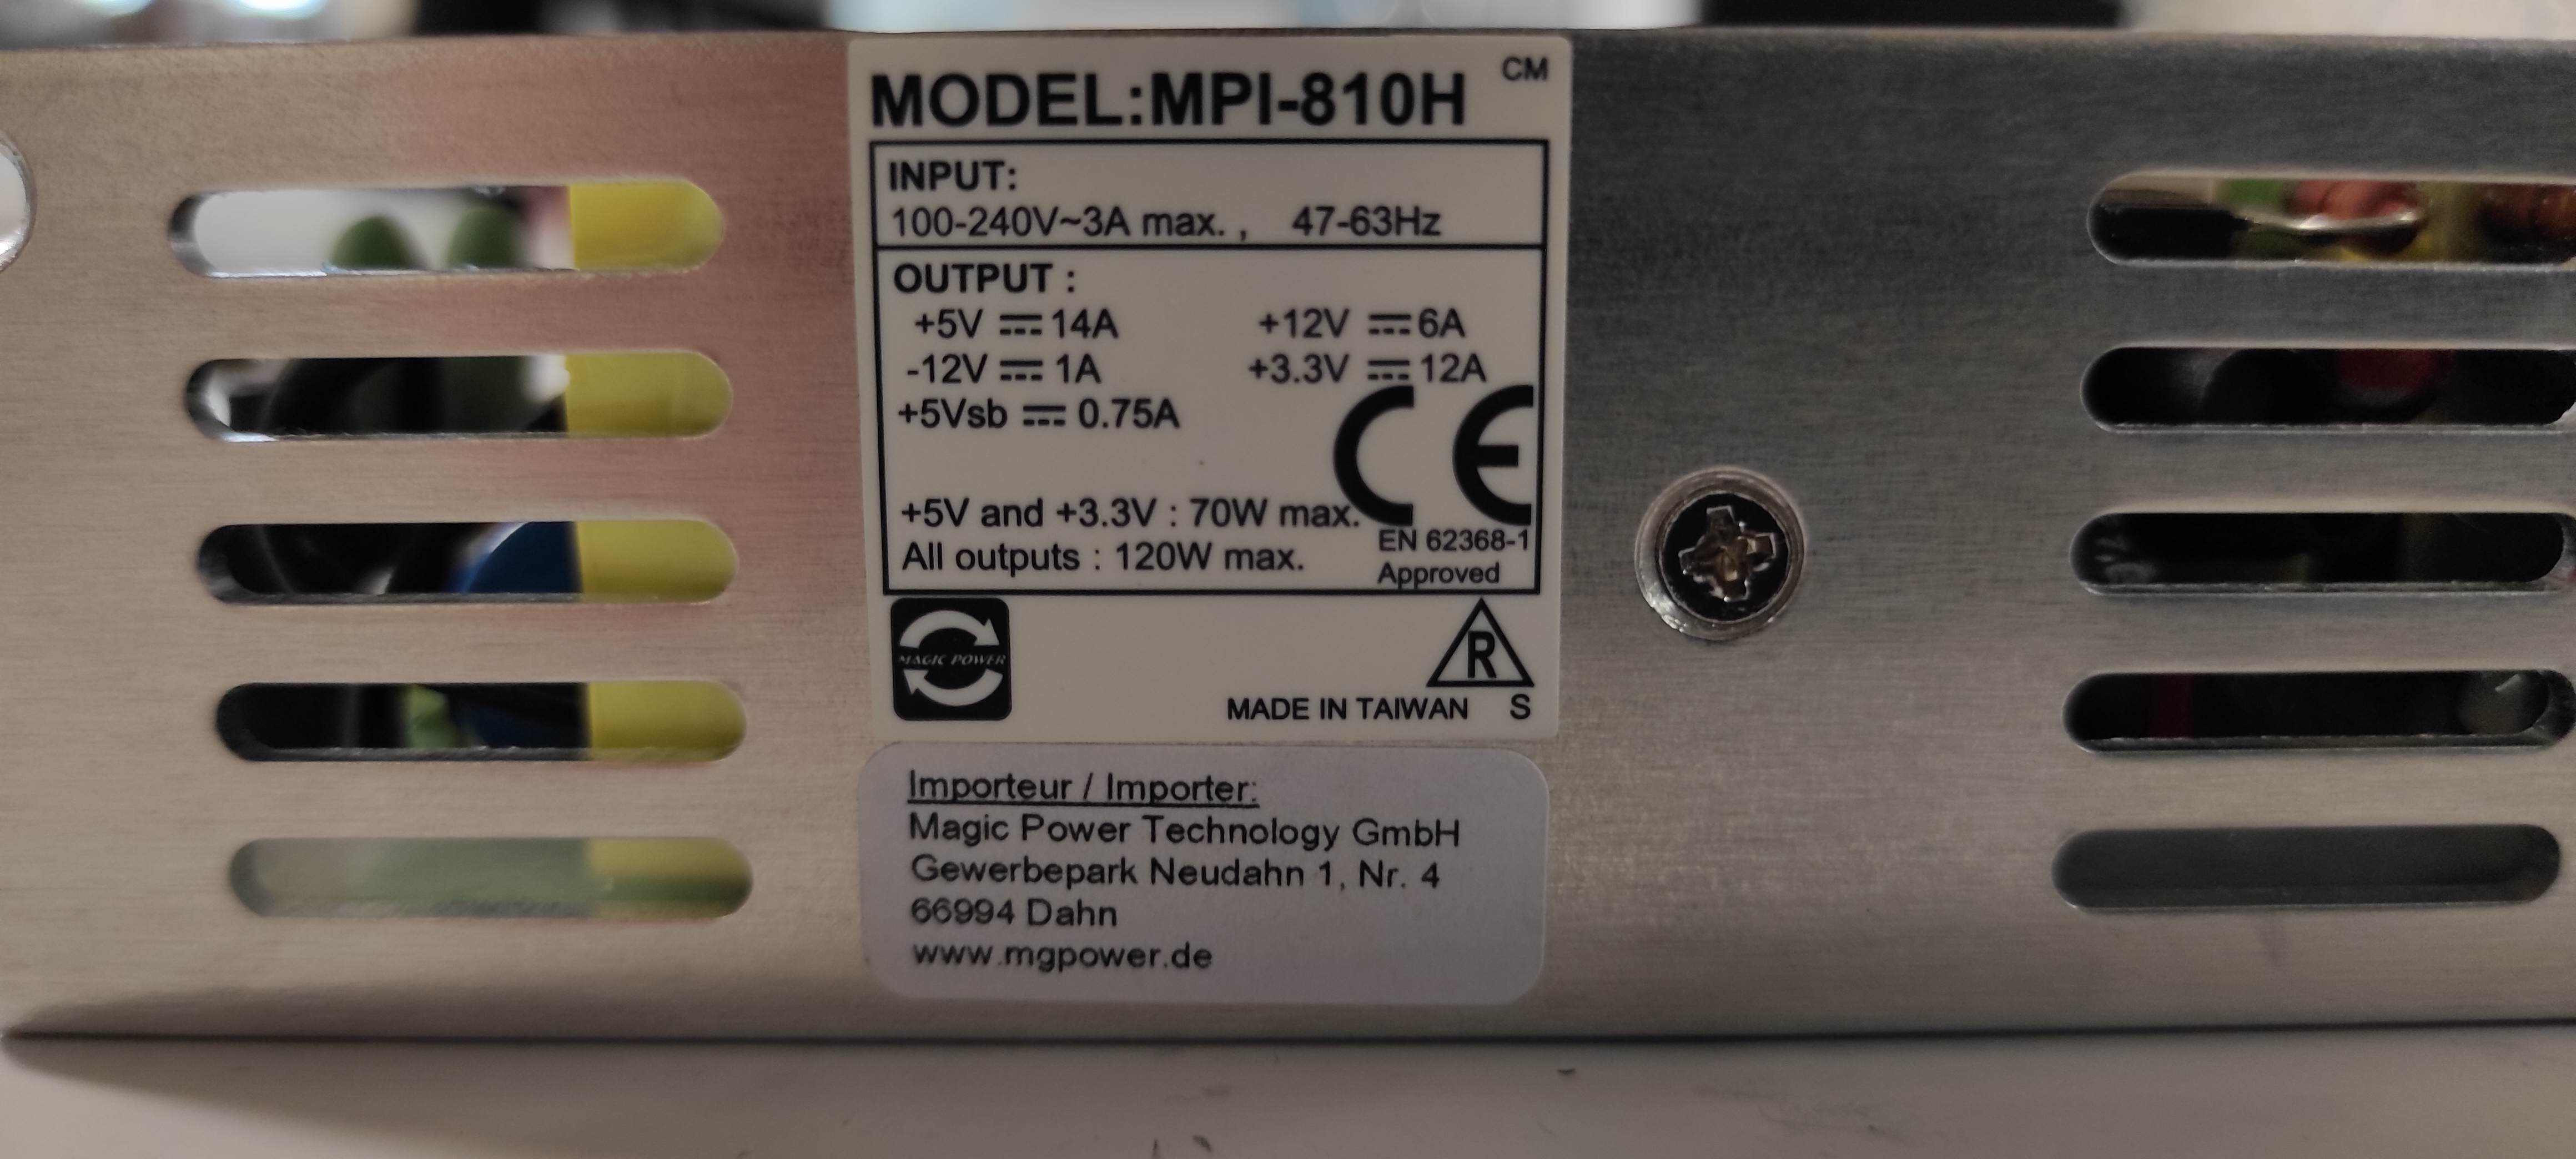 MODEL:MPI-810H CM
INPUT:
100-240V~3A max. , 47-63Hz
OUTPUT :
+5V ⎓ 14A +12V ⎓ 6A
-12V ⎓ 1A +3.3V ⎓ 12A
+5Vsb ⎓ 0.75A
CE
+5V and +3.3V : 70W max.
EN 62368-1
All outputs : 120W max.
Approved
MAGIC POWER
R
MADE IN TAIWAN S
Importeur / Importer:
Magic Power Technology GmbH
Gewerbepark Neudahn 1, Nr. 4
66994 Dahn
www.mgpower.de